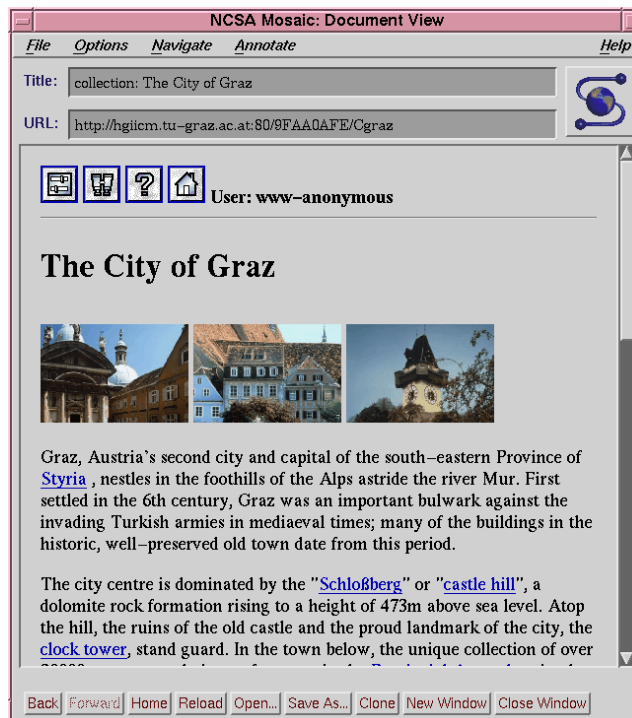 NCSA Mosaic: Document View
File Options Navigate Annotate Help
Title: collection: The City of Graz
URL: http://hgiicm.tu-graz.ac.at:80/9FAA0AFE/Cgraz
User: www-anonymous
The City of Graz
Graz, Austria's second city and capital of the south-eastern Province of
Styria , nestles in the foothills of the Alps astride the river Mur. First
settled in the 6th century, Graz was an important bulwark against the
invading Turkish armies in mediaeval times; many of the buildings in the
historic, well-preserved old town date from this period.
The city centre is dominated by the "Schloßberg" or "castle hill", a
dolomite rock formation rising to a height of 473m above sea level. Atop
the hill, the ruins of the old castle and the proud landmark of the city, the
clock tower, stand guard. In the town below, the unique collection of over
Back Forward Home Reload Open... Save As... Clone New Window Close Window